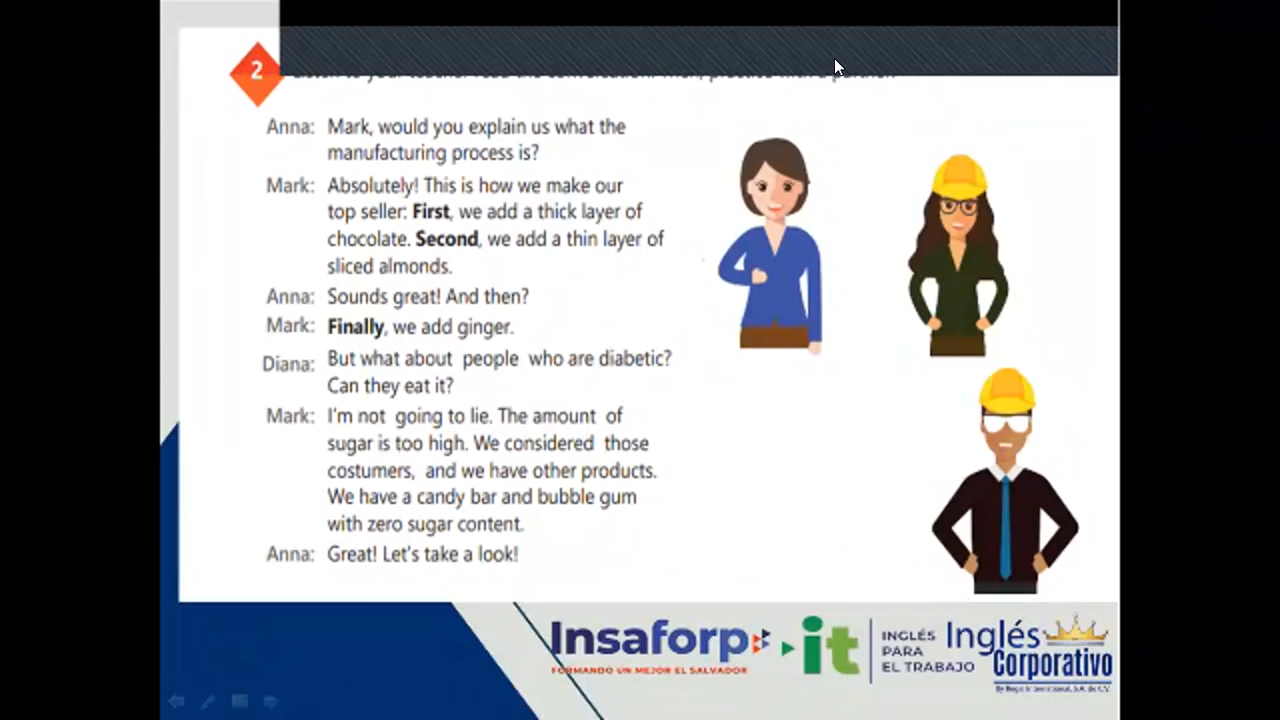 2
Anna: Mark, would you explain us what the
manufacturing process is?
Mark: Absolutely! This is how we make our
top seller: First, we add a thick layer of
chocolate. Second, we add a thin layer of
sliced almonds.
Anna: Sounds great! And then?
Mark: Finally, we add ginger.
Diana: But what about people who are diabetic?
Can they eat it?
Mark: I'm not going to lie. The amount of
sugar is too high. We considered those
costumers, and we have other products.
We have a candy bar and bubble gum
with zero sugar content.
Anna: Great! Let's take a look!
Insaforp
FORMANDO UN MEJOR EL SALVADOR
it
INGLÉS
PARA
EL TRABAJO
Inglés
Corporativo